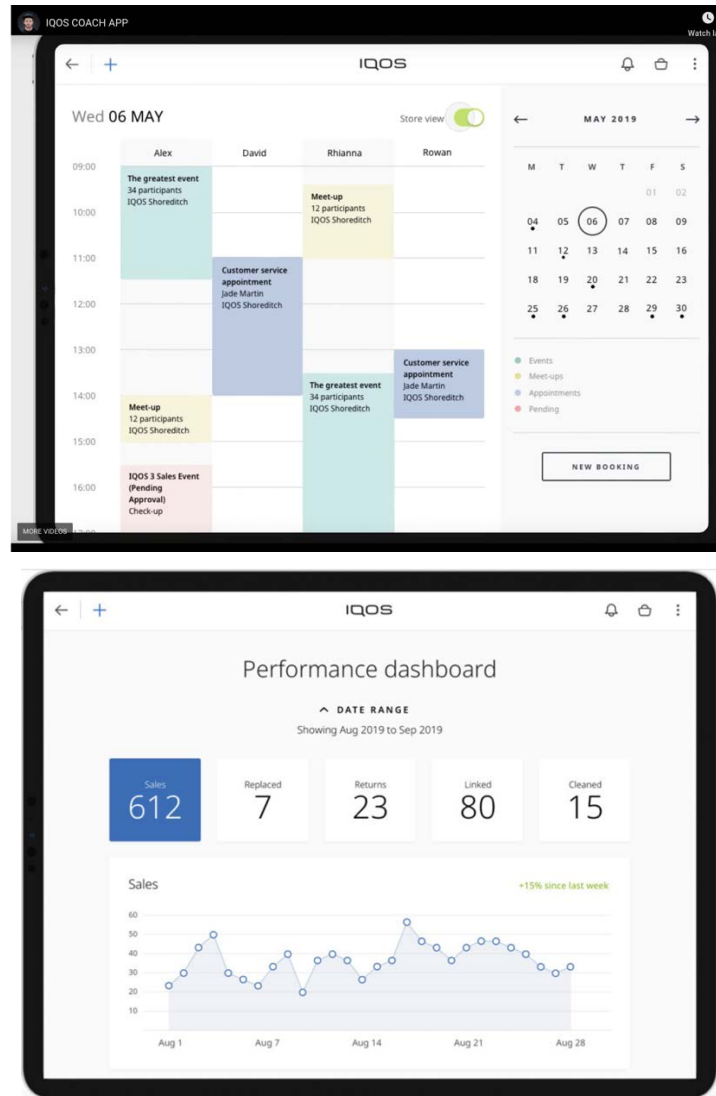 IQOS COACH APP
Watch la
IQOS
Wed 06 MAY
Store view
Alex David Rhianna Rowan
09:00
The greatest event
34 participants
IQOS Shoreditch
Meet-up
12 participants
IQOS Shoreditch
10:00
11:00
Customer service
appointment
Jade Martin
IQOS Shoreditch
12:00
13:00
Customer service
appointment
Jade Martin
IQOS Shoreditch
The greatest event
34 participants
IQOS Shoreditch
14:00
Meet-up
12 participants
IQOS Shoreditch
15:00
IQOS 3 Sales Event
(Pending
Approval)
Check-up
16:00
MORE VIDEOS
MAY 2019
M T W T F S
01 02
04 05 06 07 08 09
11 12 13 14 15 16
18 19 20 21 22 23
25 26 27 28 29 30
Events
Meet-ups
Appointments
Pending
NEW BOOKING
IQOS
Performance dashboard
DATE RANGE
Showing Aug 2019 to Sep 2019
Sales Replaced Returns Linked Cleaned
612 7 23 80 15
Sales +15% since last week
60
50
40
30
20
10
Aug 1 Aug 7 Aug 14 Aug 21 Aug 28